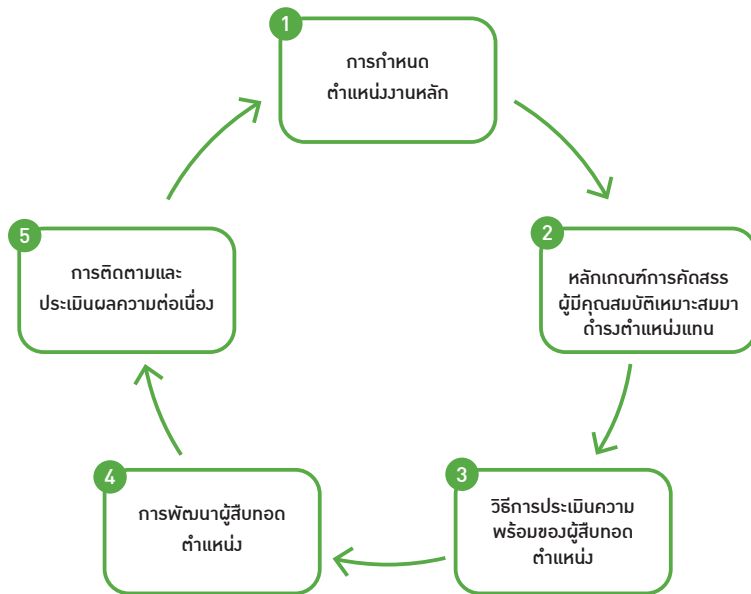 1
การกำหนด
ตำแหน่งงานหลัก
2
หลักเกณฑ์การคัดสรร
ผู้มีคุณสมบัติเหมาะสมมา
ดำรงตำแหน่งแทน
3
วิธีการประเมินความ
พร้อมของผู้สืบทอด
ตำแหน่ง
4
การพัฒนาผู้สืบทอด
ตำแหน่ง
5
การติดตามและ
ประเมินผลความต่อเนื่อง